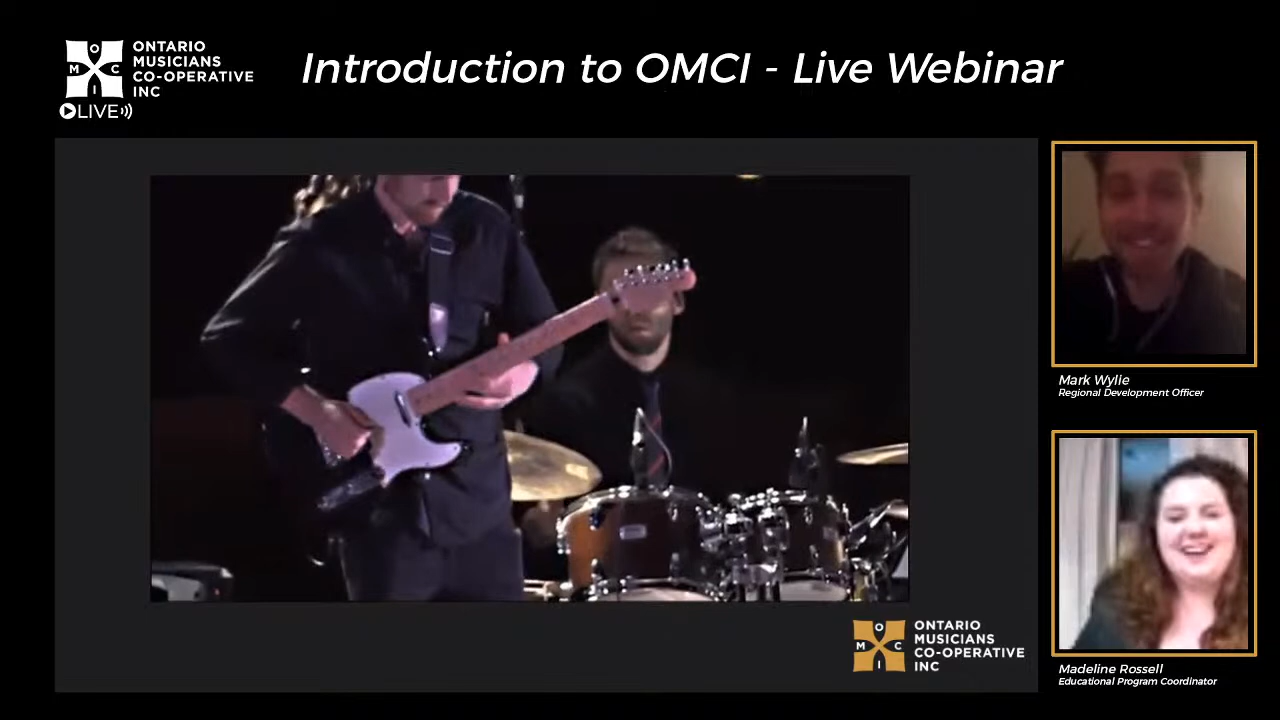 ONTARIO
MUSICIANS
CO-OPERATIVE
INC
O
M C
I
LIVE
Introduction to OMCI - Live Webinar
Mark Wylie
Regional Development Officer
ONTARIO
MUSICIANS
CO-OPERATIVE
INC
O
M C
I
Madeline Rossell
Educational Program Coordinator